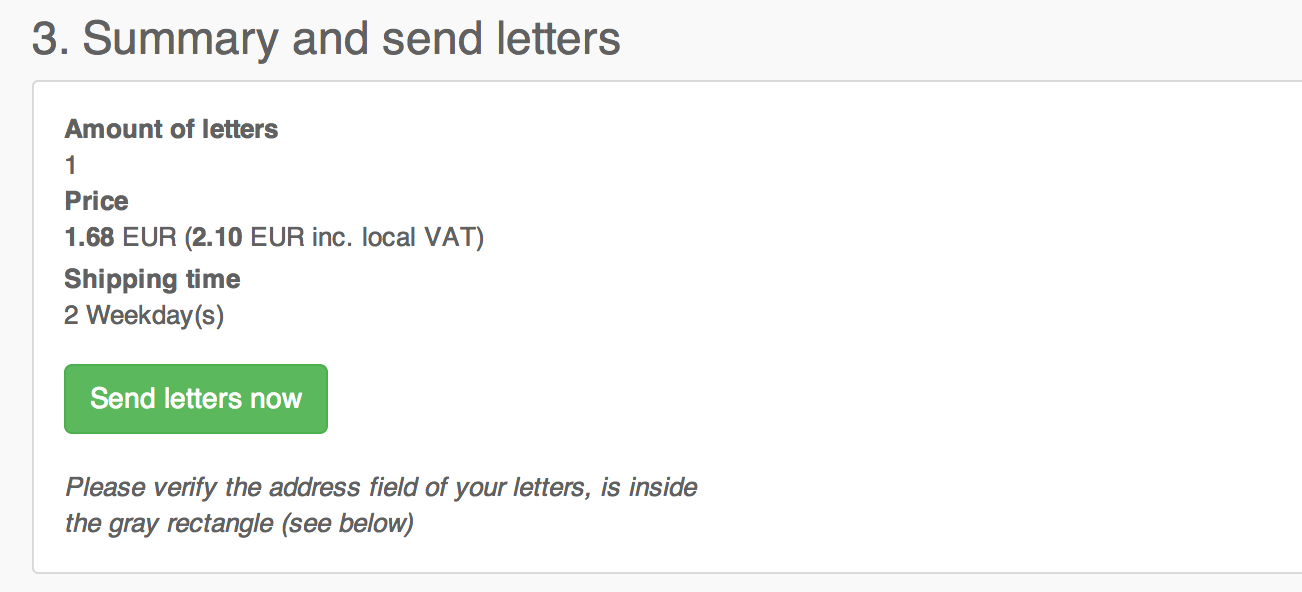 3. Summary and send letters
Amount of letters
1
Price
1.68 EUR (2.10 EUR inc. local VAT)
Shipping time
2 Weekday(s)
Send letters now
Please verify the address field of your letters, is inside
the gray rectangle (see below)